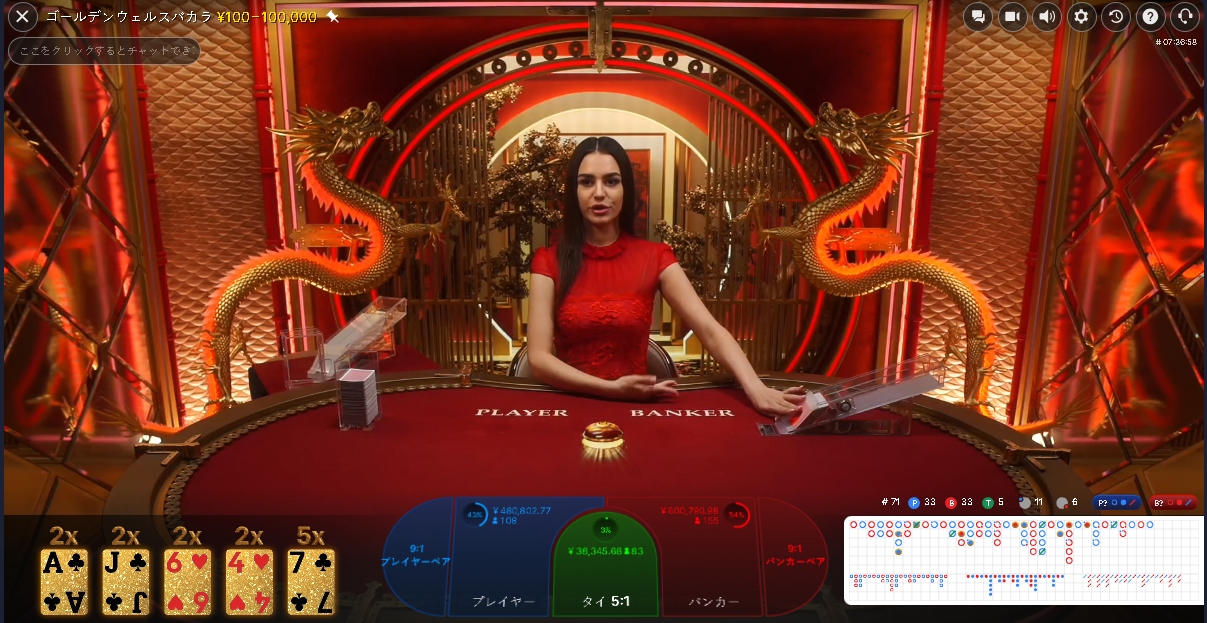 ゴールデンウェルスバカラ ¥100-100,000
ここをクリックするとチャットでき
# 07:36:58
PLAYER BANKER
# 71 P 33 B 33 T 5 11 6 P? B?
2x 2x 2x 2x 5x
A J 6 4 7
43% ¥480,802.77
108
54%
155
3%
¥38,345.68 83
9:1
プレイヤーペア
9:1
バンカーペア
プレイヤー タイ 5:1 バンカー